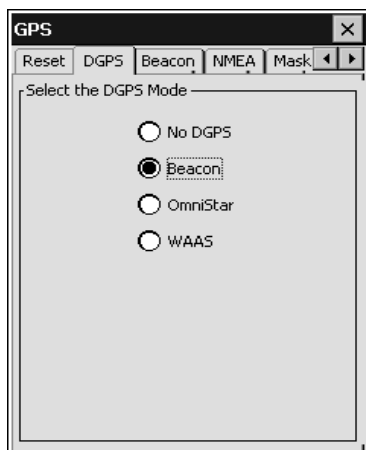 GPS
Reset DGPS Beacon NMEA Mask
Select the DGPS Mode
No DGPS
Beacon
OmniStar
WAAS